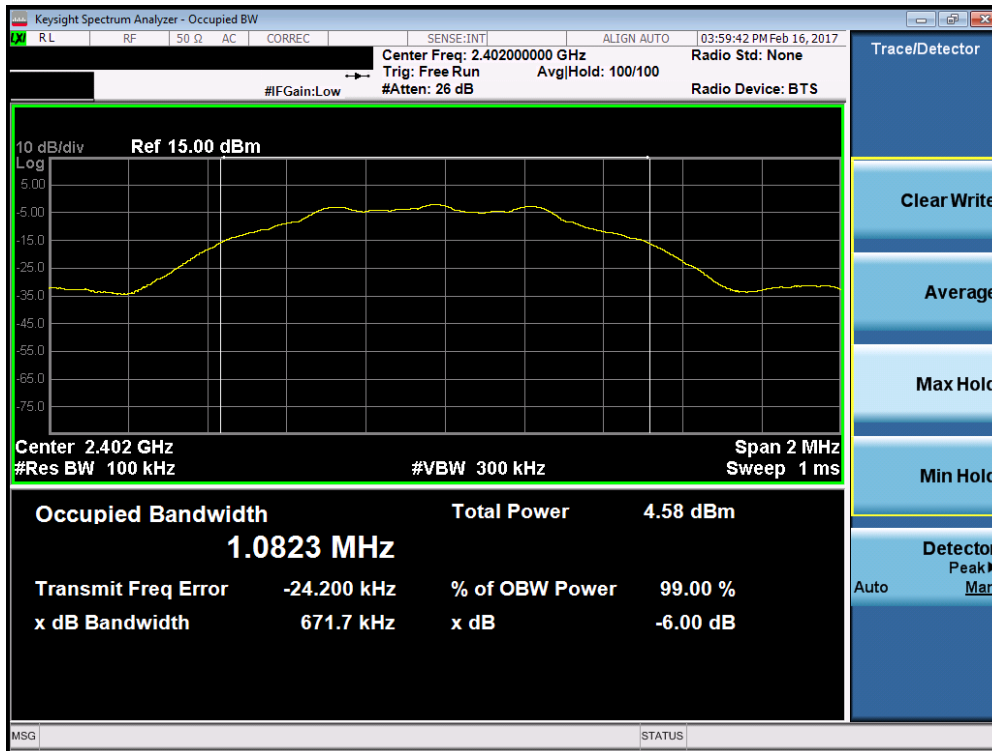 Keysight Spectrum Analyzer - Occupied BW
LXI RL RF 50 Ω AC CORREC SENSE:INT ALIGN AUTO 03:59:42 PM Feb 16, 2017
Center Freq: 2.402000000 GHz Radio Std: None
Trig: Free Run Avg|Hold: 100/100
#IFGain:Low #Atten: 26 dB Radio Device: BTS
10 dB/div Ref 15.00 dBm
Log
5.00
-5.00
-15.0
-25.0
-35.0
-45.0
-55.0
-65.0
-75.0
Center 2.402 GHz Span 2 MHz
#Res BW 100 kHz #VBW 300 kHz Sweep 1 ms
Occupied Bandwidth Total Power 4.58 dBm
1.0823 MHz
Transmit Freq Error -24.200 kHz % of OBW Power 99.00 %
x dB Bandwidth 671.7 kHz x dB -6.00 dB
MSG STATUS
Trace/Detector
Clear Write
Average
Max Hold
Min Hold
Detector
Peak
Auto Man